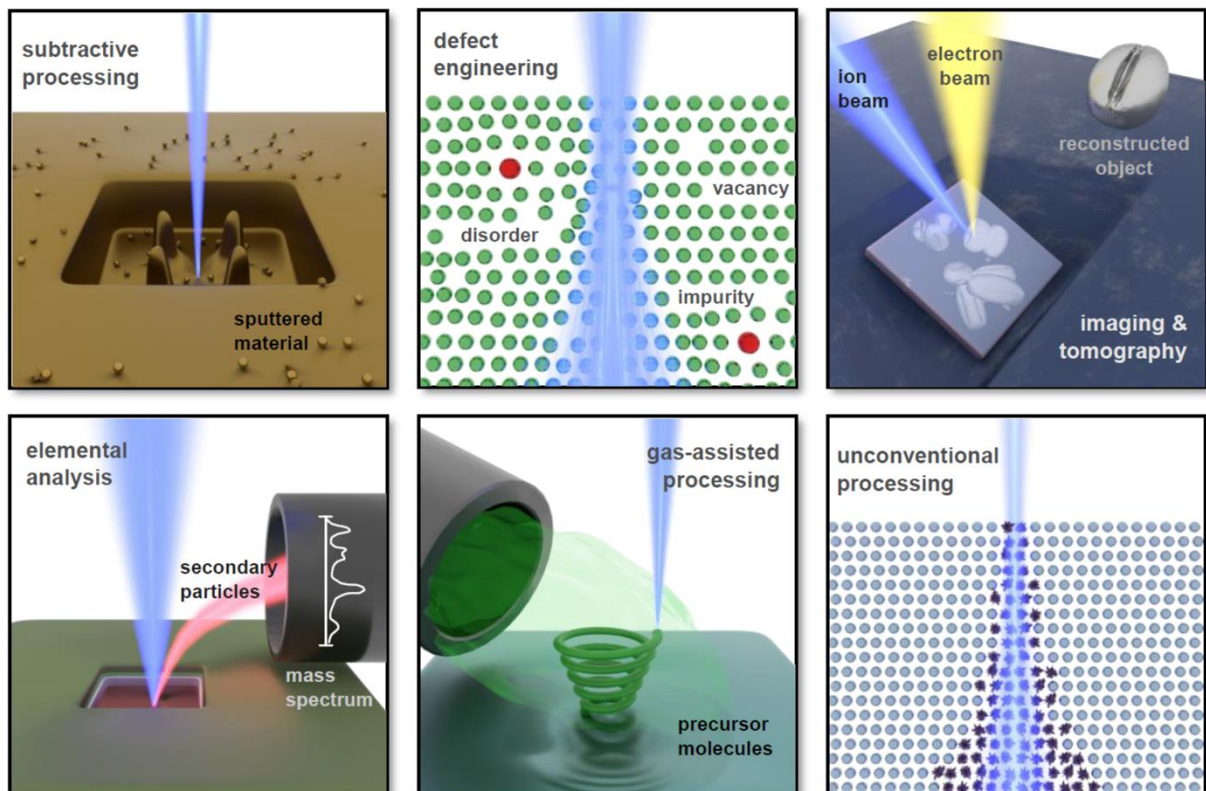 subtractive
processing
sputtered
material
defect
engineering
vacancy
disorder
impurity
electron
beam
ion
beam
reconstructed
object
imaging &
tomography
elemental
analysis
secondary
particles
mass
spectrum
gas-assisted
processing
precursor
molecules
unconventional
processing